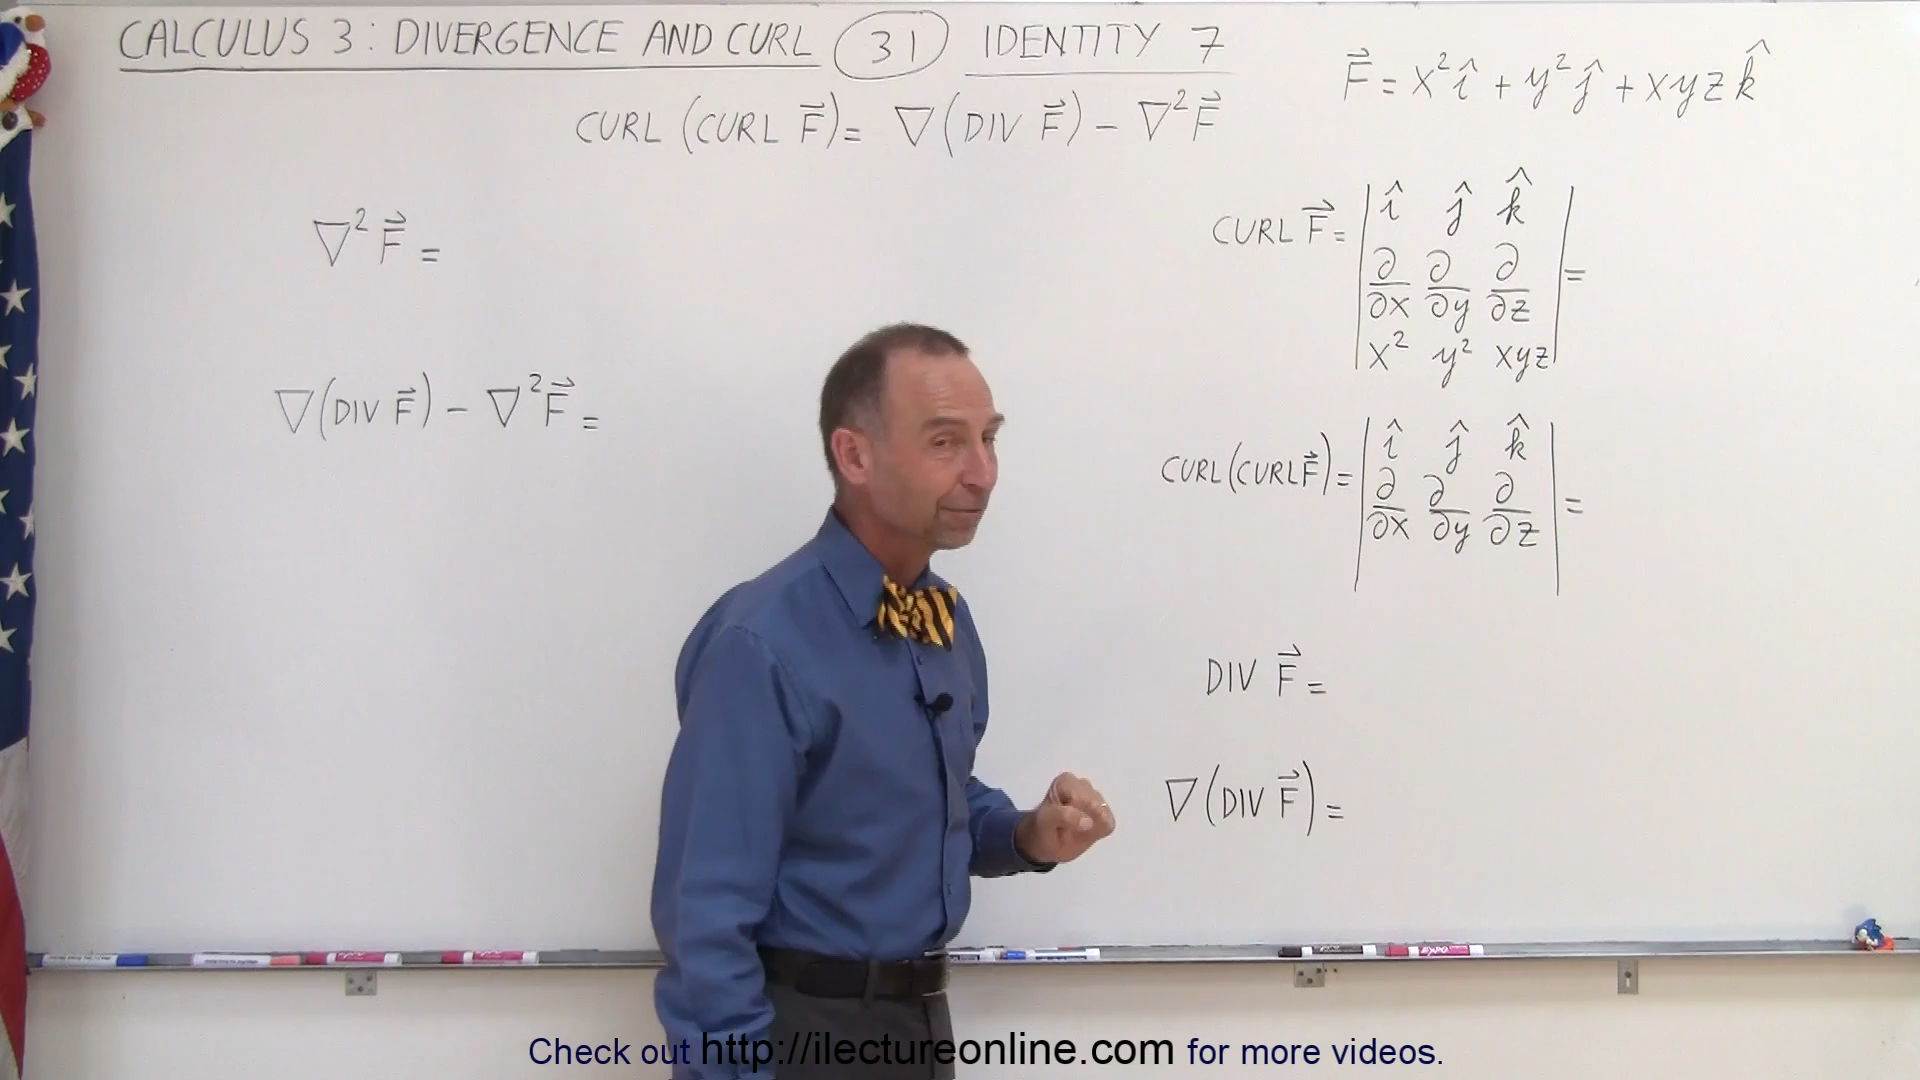 CALCULUS 3: DIVERGENCE AND CURL 31 IDENTITY 7
CURL (CURL F⃗) = ∇(DIV F⃗) - ∇²F⃗
F⃗ = x²î + y²ĵ + xyz k̂
∇²F⃗ =
∇(DIV F⃗) - ∇²F⃗ =
CURL F⃗ = | î ĵ k̂ |
∂/∂x ∂/∂y ∂/∂z =
x² y² xyz
CURL(CURL F⃗) = | î ĵ k̂ |
∂/∂x ∂/∂y ∂/∂z =
DIV F⃗ =
∇(DIV F⃗) =
EXPO
Check out http://ilectureonline.com for more videos.